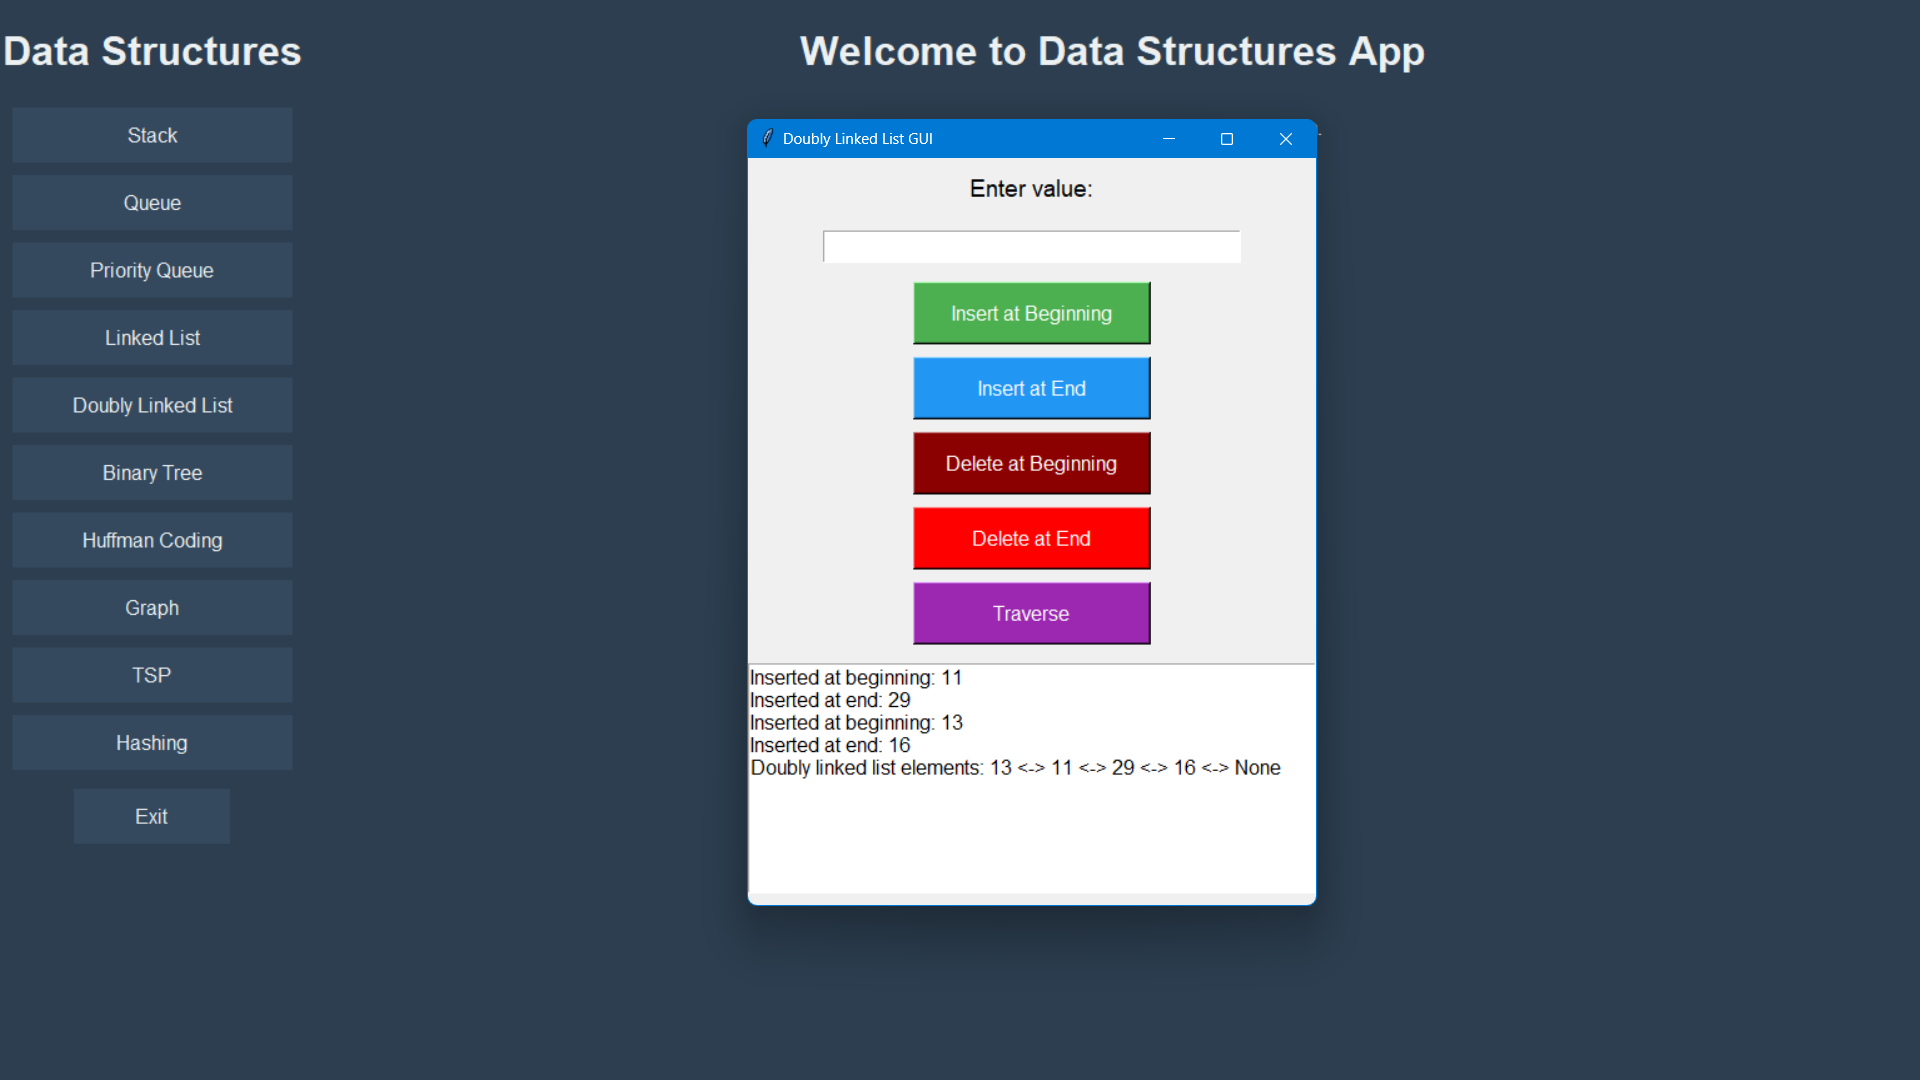 Data Structures
Stack
Queue
Priority Queue
Linked List
Doubly Linked List
Binary Tree
Huffman Coding
Graph
TSP
Hashing
Exit
Welcome to Data Structures App
Doubly Linked List GUI
Enter value:
Insert at Beginning
Insert at End
Delete at Beginning
Delete at End
Traverse
Inserted at beginning: 11
Inserted at end: 29
Inserted at beginning: 13
Inserted at end: 16
Doubly linked list elements: 13 <-> 11 <-> 29 <-> 16 <-> None